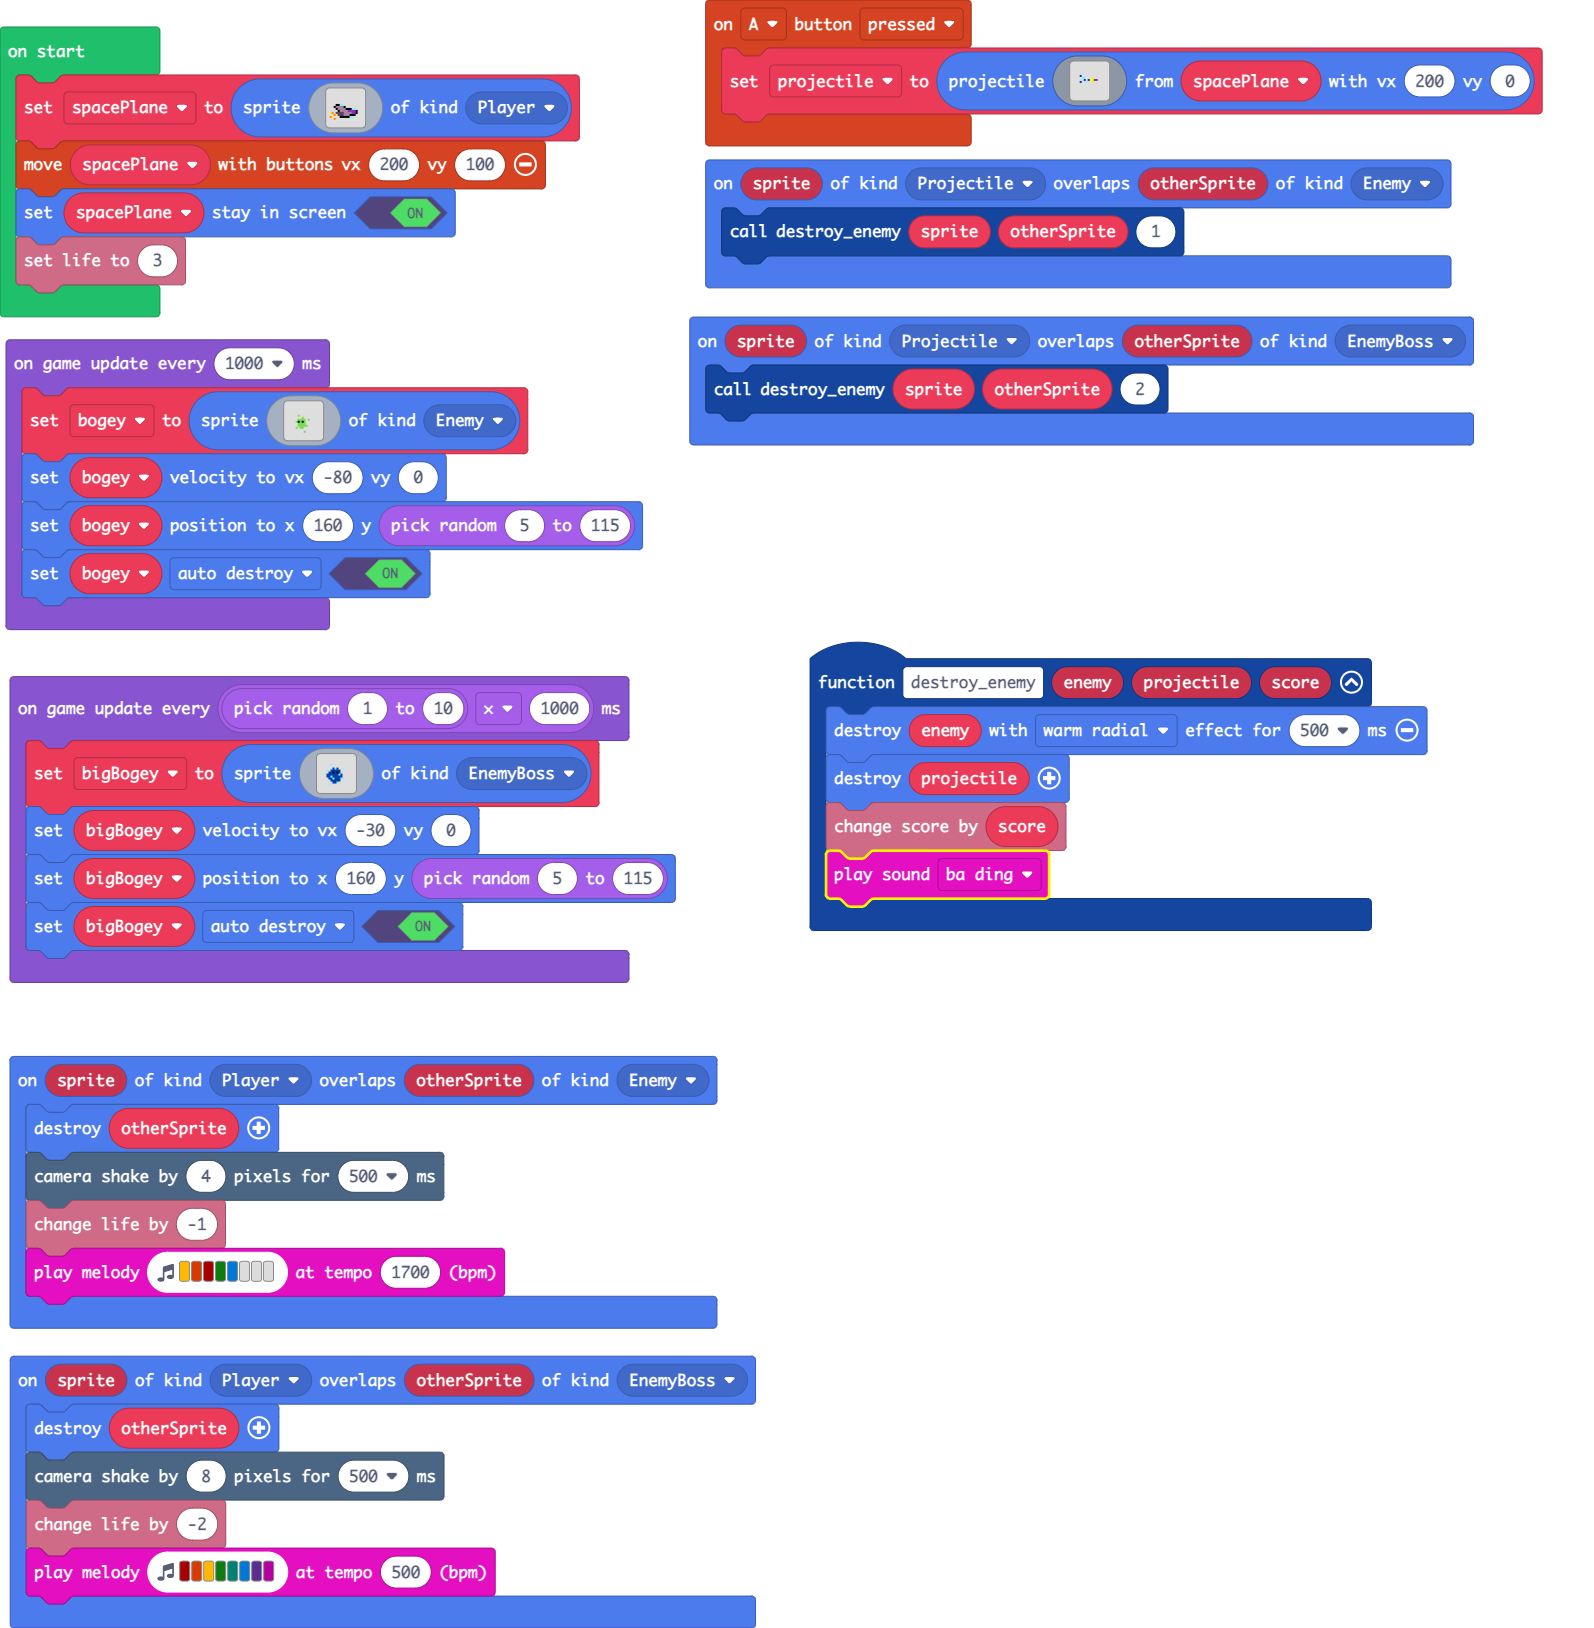 on start
set spacePlane to sprite of kind Player
move spacePlane with buttons vx 200 vy 100
set spacePlane stay in screen ON
set life to 3
on game update every 1000 ms
set bogey to sprite of kind Enemy
set bogey velocity to vx -80 vy 0
set bogey position to x 160 y pick random 5 to 115
set bogey auto destroy ON
on game update every pick random 1 to 10 × 1000 ms
set bigBogey to sprite of kind EnemyBoss
set bigBogey velocity to vx -30 vy 0
set bigBogey position to x 160 y pick random 5 to 115
set bigBogey auto destroy ON
on sprite of kind Player overlaps otherSprite of kind Enemy
destroy otherSprite
camera shake by 4 pixels for 500 ms
change life by -1
play melody at tempo 1700 (bpm)
on sprite of kind Player overlaps otherSprite of kind EnemyBoss
destroy otherSprite
camera shake by 8 pixels for 500 ms
change life by -2
play melody at tempo 500 (bpm)
on A button pressed
set projectile to projectile from spacePlane with vx 200 vy 0
on sprite of kind Projectile overlaps otherSprite of kind Enemy
call destroy_enemy sprite otherSprite 1
on sprite of kind Projectile overlaps otherSprite of kind EnemyBoss
call destroy_enemy sprite otherSprite 2
function destroy_enemy enemy projectile score
destroy enemy with warm radial effect for 500 ms
destroy projectile
change score by score
play sound ba ding